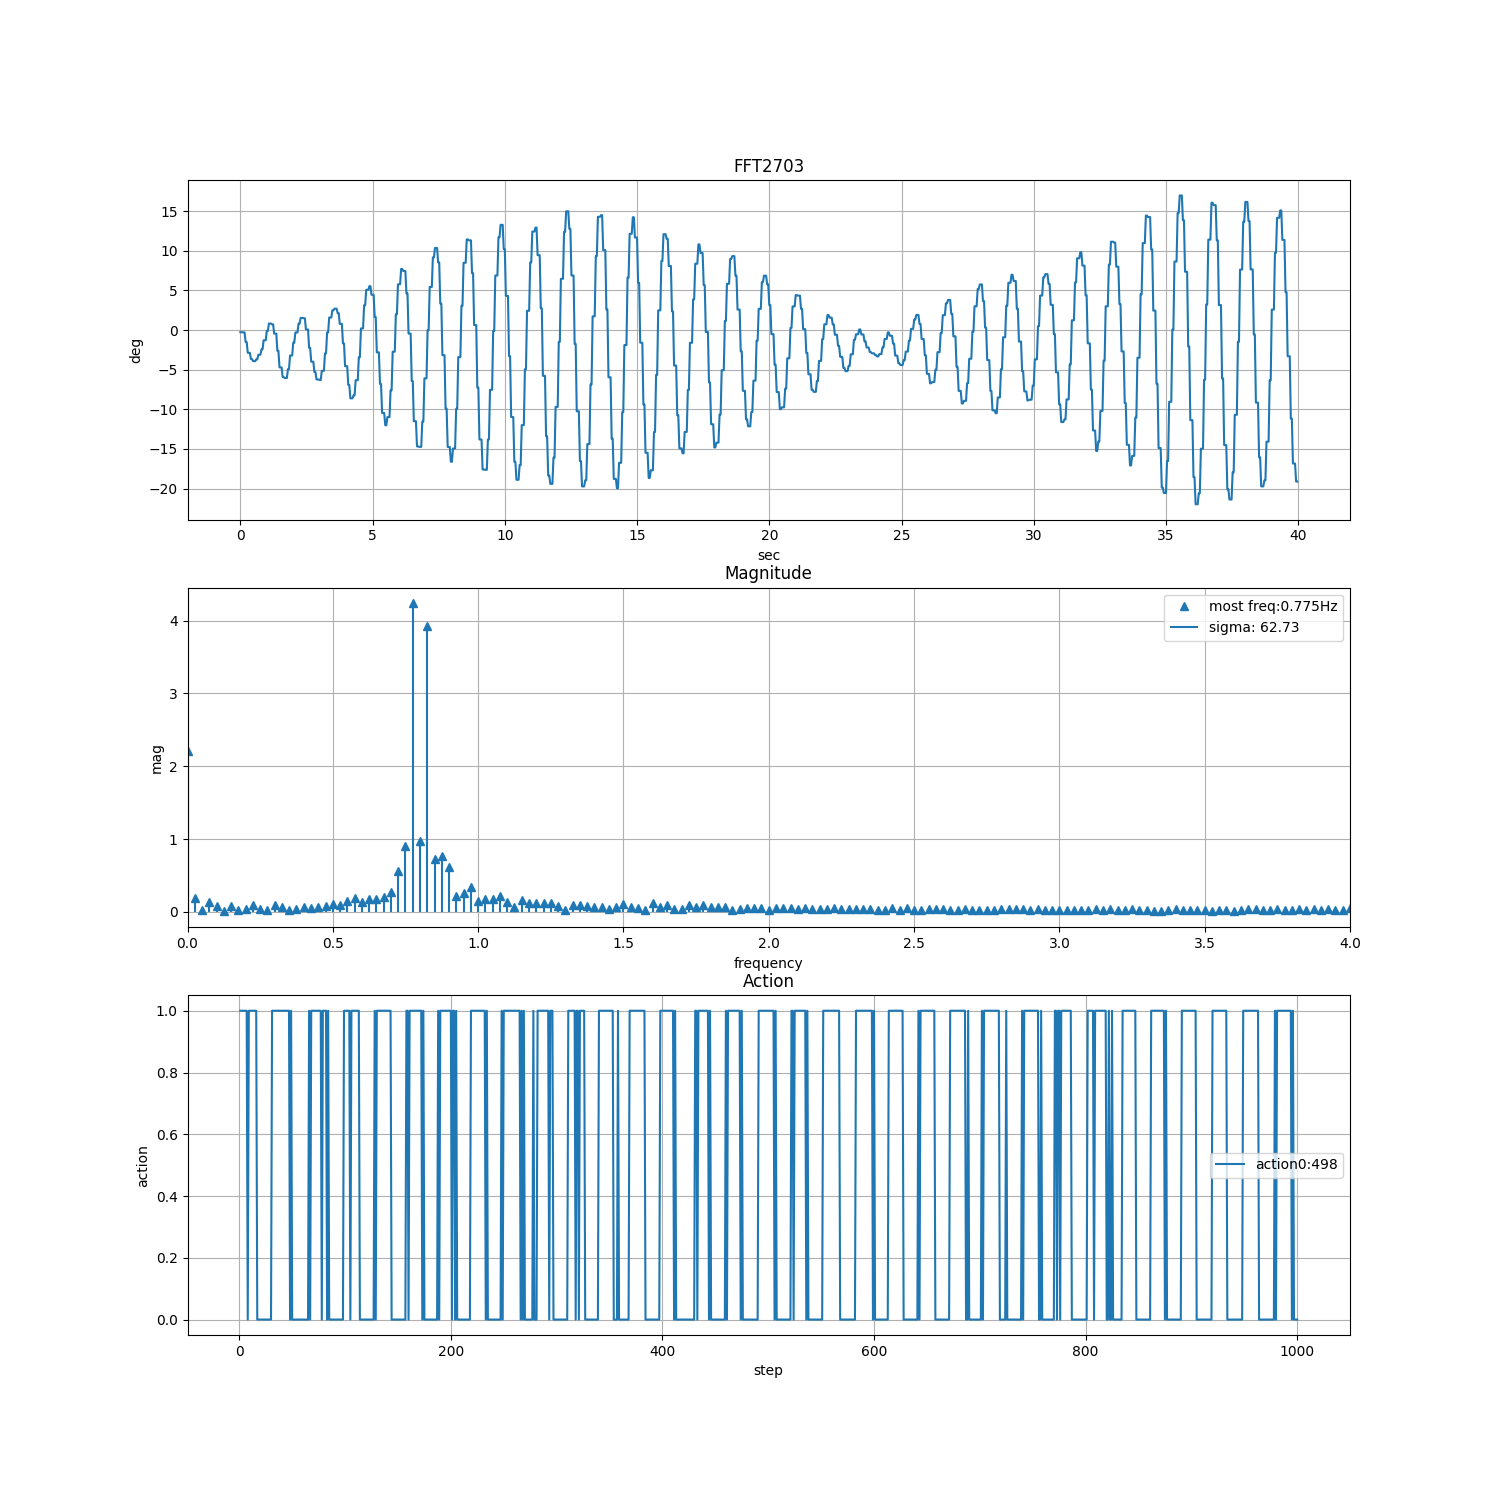 FFT2703
15
10
5
0
−5
−10
−15
−20
deg
0 5 10 15 20 25 30 35 40
sec
Magnitude
most freq:0.775Hz
sigma: 62.73
4
3
2
1
0
mag
0.0 0.5 1.0 1.5 2.0 2.5 3.0 3.5 4.0
frequency
Action
1.0
0.8
0.6
0.4
0.2
0.0
action
action0:498
0 200 400 600 800 1000
step